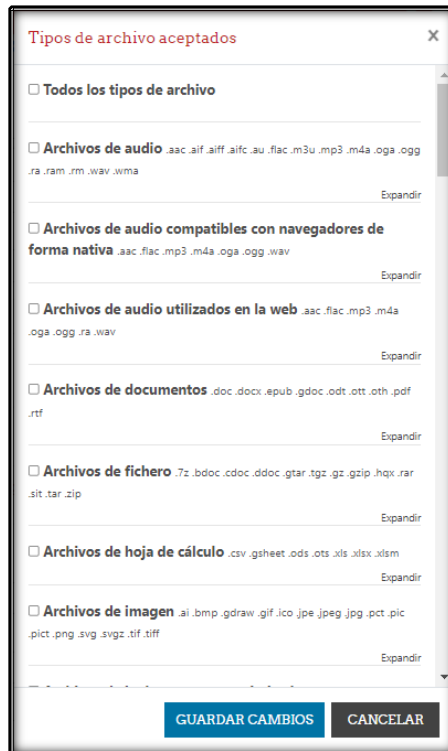 Tipos de archivo aceptados ×
Todos los tipos de archivo
Archivos de audio .aac .aif .aiff .aifc .au .flac .m3u .mp3 .m4a .oga .ogg
.ra .ram .rm .wav .wma
Expandir
Archivos de audio compatibles con navegadores de
forma nativa .aac .flac .mp3 .m4a .oga .ogg .wav
Expandir
Archivos de audio utilizados en la web .aac .flac .mp3 .m4a
.oga .ogg .ra .wav
Expandir
Archivos de documentos .doc .docx .epub .gdoc .odt .ott .oth .pdf
.rtf
Expandir
Archivos de fichero .7z .bdoc .cdoc .ddoc .gtar .tgz .gz .gzip .hqx .rar
.sit .tar .zip
Expandir
Archivos de hoja de cálculo .csv .gsheet .ods .ots .xls .xlsx .xlsm
Expandir
Archivos de imagen .ai .bmp .gdraw .gif .ico .jpe .jpeg .jpg .pct .pic
.pict .png .svg .svgz .tif .tiff
Expandir
GUARDAR CAMBIOS CANCELAR